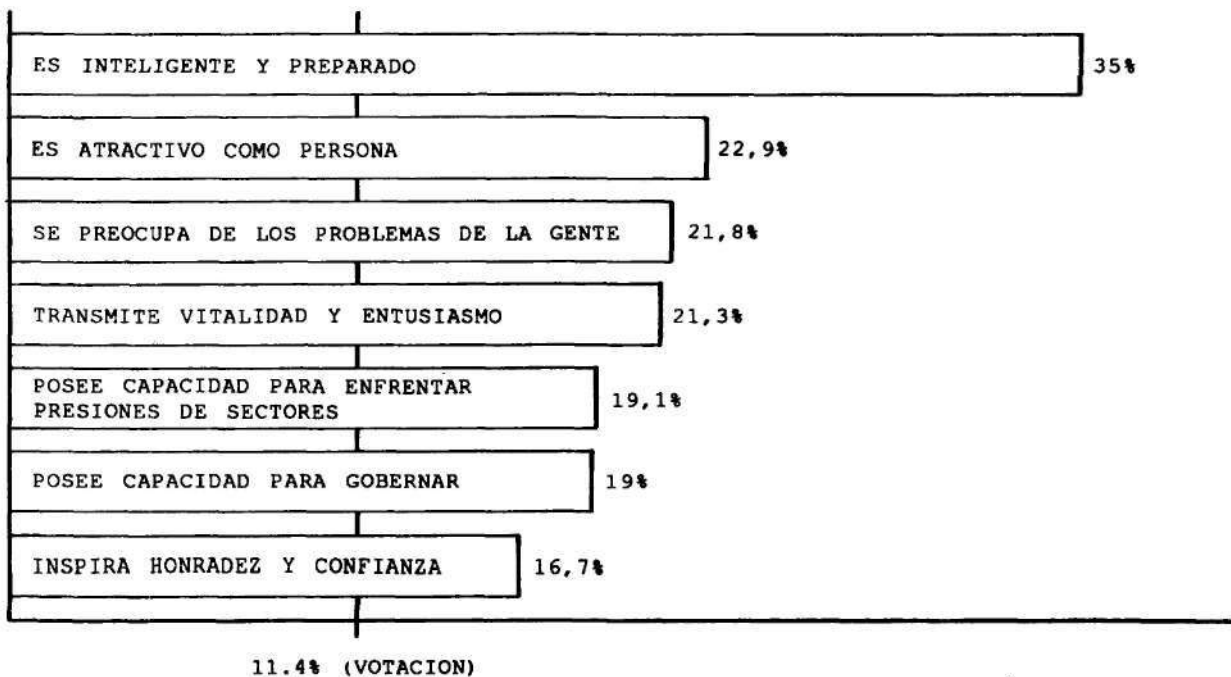 ES INTELIGENTE Y PREPARADO 35%
ES ATRACTIVO COMO PERSONA 22,9%
SE PREOCUPA DE LOS PROBLEMAS DE LA GENTE 21,8%
TRANSMITE VITALIDAD Y ENTUSIASMO 21,3%
POSEE CAPACIDAD PARA ENFRENTAR
PRESIONES DE SECTORES 19,1%
POSEE CAPACIDAD PARA GOBERNAR 19%
INSPIRA HONRADEZ Y CONFIANZA 16,7%
11.4% (VOTACION)